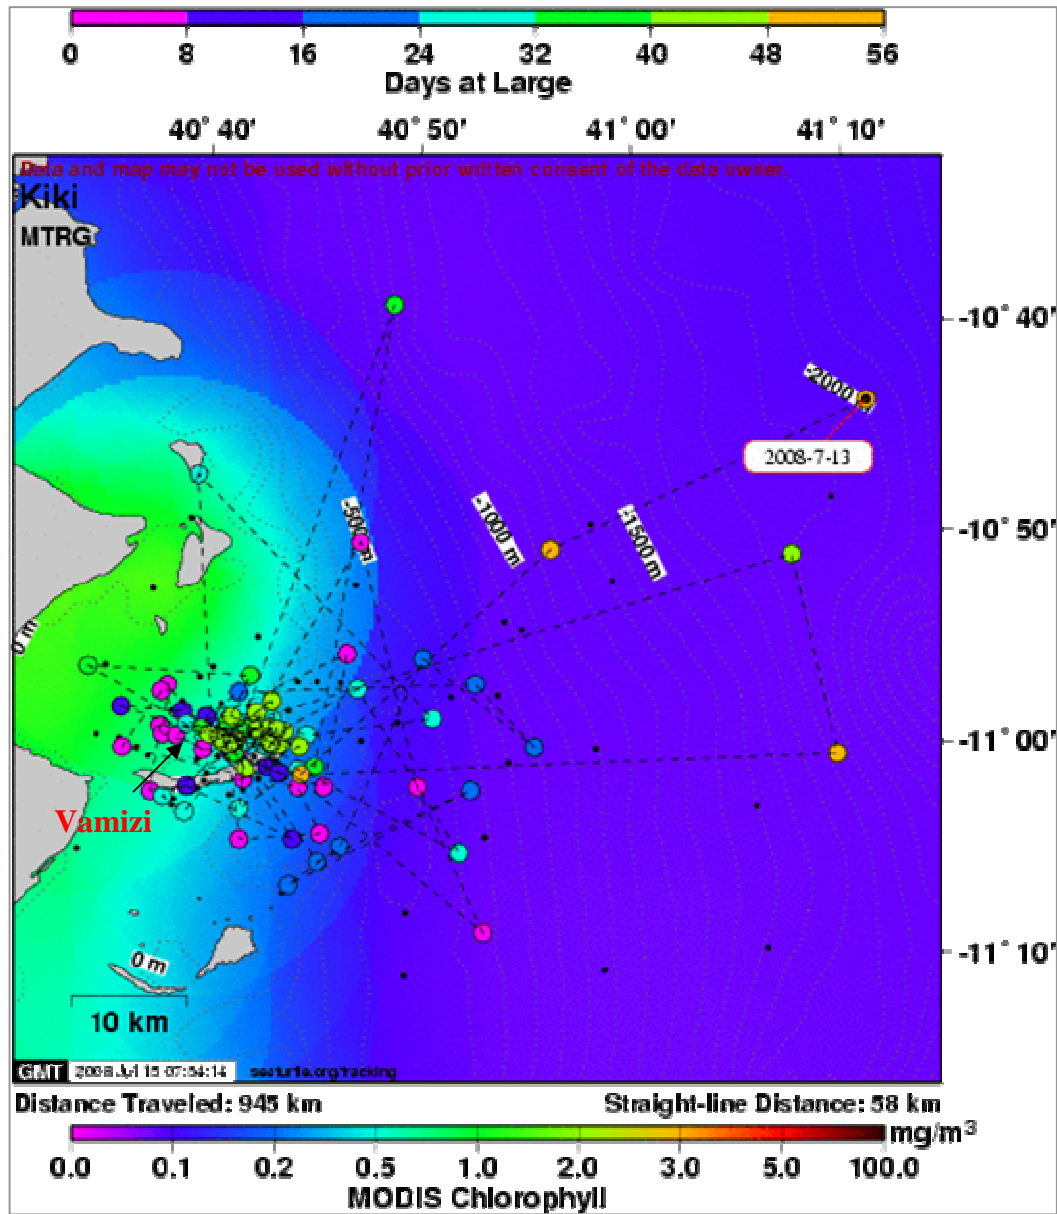 0 8 16 24 32 40 48 56
Days at Large
40° 40' 40° 50' 41° 00' 41° 10'
Data and map may not be used without prior written consent of the data owner.
Kiki
MTRG
-10° 40'
-2000 m
2008-7-13
-500 m
-1000 m
-1500 m
-10° 50'
0 m
-11° 00'
Vamizi
-11° 10'
0 m
10 km
GMT 2008 Jul 15 07:54:14 seaturtle.org/tracking
Distance Traveled: 945 km Straight-line Distance: 58 km
mg/m³
0.0 0.1 0.2 0.5 1.0 2.0 3.0 5.0 100.0
MODIS Chlorophyll